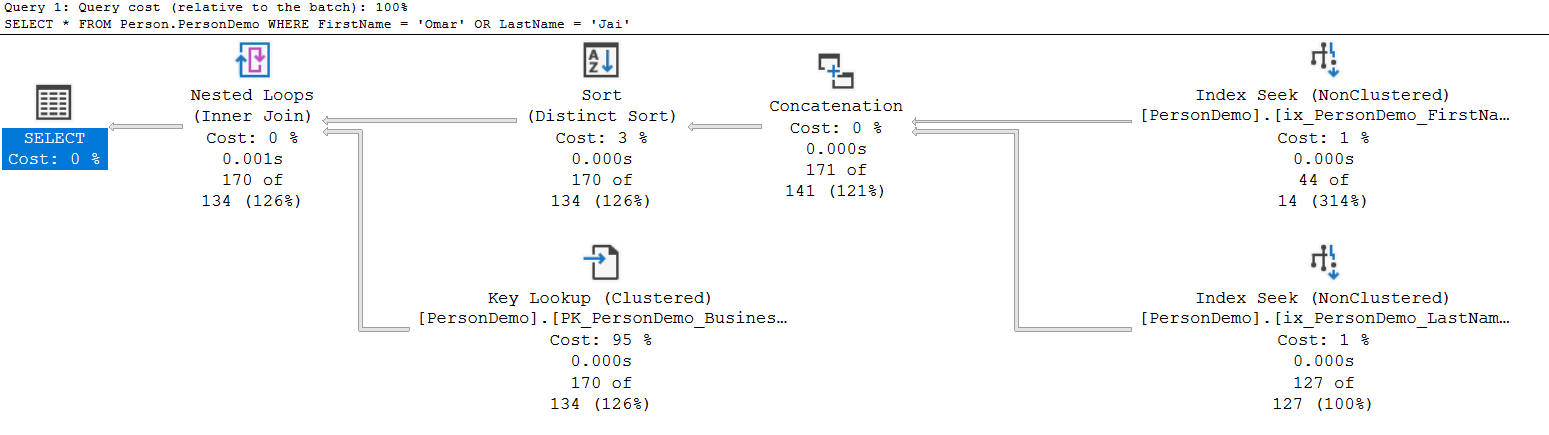 Query 1: Query cost (relative to the batch): 100%
SELECT * FROM Person.PersonDemo WHERE FirstName = 'Omar' OR LastName = 'Jai'
SELECT
Cost: 0 %
Nested Loops
(Inner Join)
Cost: 0 %
0.001s
170 of
134 (126%)
Sort
(Distinct Sort)
Cost: 3 %
0.000s
170 of
134 (126%)
Concatenation
Cost: 0 %
0.000s
171 of
141 (121%)
Index Seek (NonClustered)
[PersonDemo].[ix_PersonDemo_FirstNa…
Cost: 1 %
0.000s
44 of
14 (314%)
Key Lookup (Clustered)
[PersonDemo].[PK_PersonDemo_Busines…
Cost: 95 %
0.000s
170 of
134 (126%)
Index Seek (NonClustered)
[PersonDemo].[ix_PersonDemo_LastNam…
Cost: 1 %
0.000s
127 of
127 (100%)